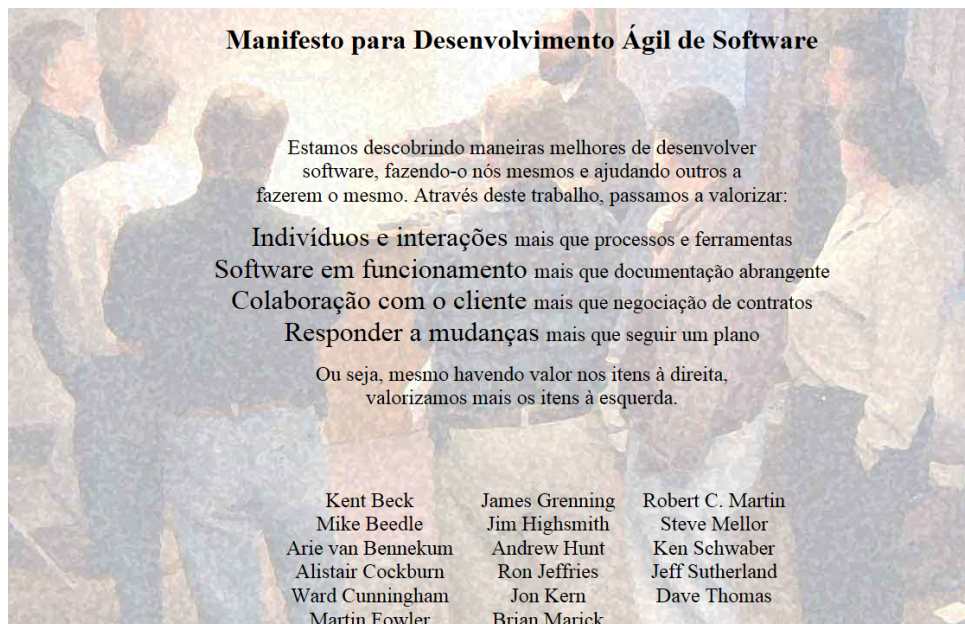 Manifesto para Desenvolvimento Ágil de Software
Estamos descobrindo maneiras melhores de desenvolver
software, fazendo-o nós mesmos e ajudando outros a
fazerem o mesmo. Através deste trabalho, passamos a valorizar:
Indivíduos e interações mais que processos e ferramentas
Software em funcionamento mais que documentação abrangente
Colaboração com o cliente mais que negociação de contratos
Responder a mudanças mais que seguir um plano
Ou seja, mesmo havendo valor nos itens à direita,
valorizamos mais os itens à esquerda.
Kent Beck
Mike Beedle
Arie van Bennekum
Alistair Cockburn
Ward Cunningham
Martin Fowler
James Grenning
Jim Highsmith
Andrew Hunt
Ron Jeffries
Jon Kern
Brian Marick
Robert C. Martin
Steve Mellor
Ken Schwaber
Jeff Sutherland
Dave Thomas